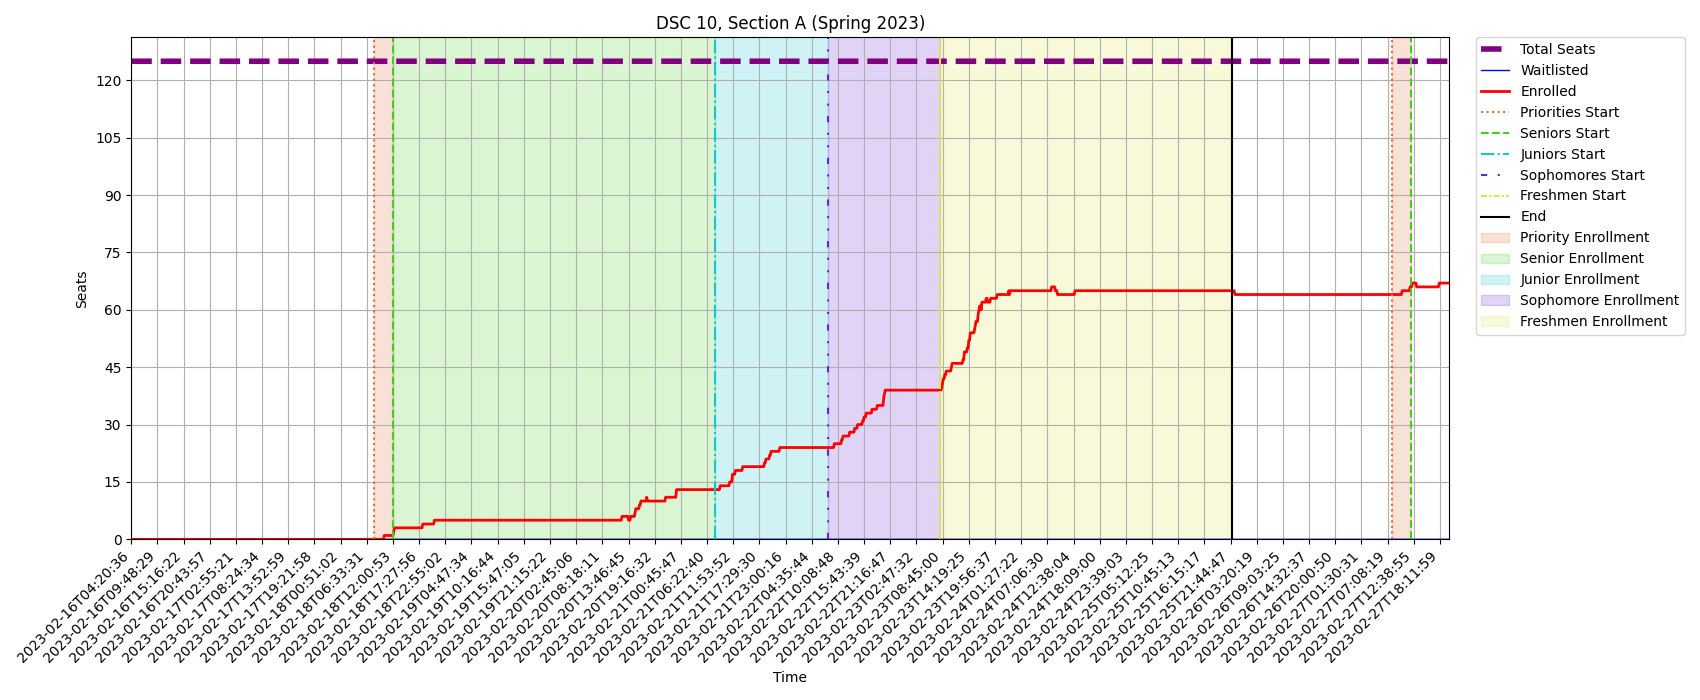 DSC 10, Section A (Spring 2023)
Seats
120
105
90
75
60
45
30
15
0
2023-02-16T04:20:36
2023-02-16T09:48:29
2023-02-16T15:16:22
2023-02-16T20:43:57
2023-02-17T02:55:21
2023-02-17T08:24:34
2023-02-17T13:52:59
2023-02-17T19:21:58
2023-02-18T00:51:02
2023-02-18T06:33:31
2023-02-18T12:00:53
2023-02-18T17:27:56
2023-02-18T22:55:02
2023-02-19T04:47:34
2023-02-19T10:16:44
2023-02-19T15:47:05
2023-02-19T21:15:22
2023-02-20T02:45:06
2023-02-20T08:18:11
2023-02-20T13:46:45
2023-02-20T19:16:32
2023-02-21T00:45:47
2023-02-21T06:22:40
2023-02-21T11:53:52
2023-02-21T17:29:30
2023-02-21T23:00:16
2023-02-22T04:35:44
2023-02-22T10:08:48
2023-02-22T15:43:39
2023-02-22T21:16:47
2023-02-23T02:47:32
2023-02-23T08:45:00
2023-02-23T14:19:25
2023-02-23T19:56:37
2023-02-24T01:27:22
2023-02-24T07:06:30
2023-02-24T12:38:04
2023-02-24T18:09:00
2023-02-24T23:39:03
2023-02-25T05:12:25
2023-02-25T10:45:13
2023-02-25T16:15:17
2023-02-25T21:44:47
2023-02-26T03:20:19
2023-02-26T09:03:25
2023-02-26T14:32:37
2023-02-26T20:00:50
2023-02-27T01:30:31
2023-02-27T07:08:19
2023-02-27T12:38:55
2023-02-27T18:11:59
Time
Total Seats
Waitlisted
Enrolled
Priorities Start
Seniors Start
Juniors Start
Sophomores Start
Freshmen Start
End
Priority Enrollment
Senior Enrollment
Junior Enrollment
Sophomore Enrollment
Freshmen Enrollment